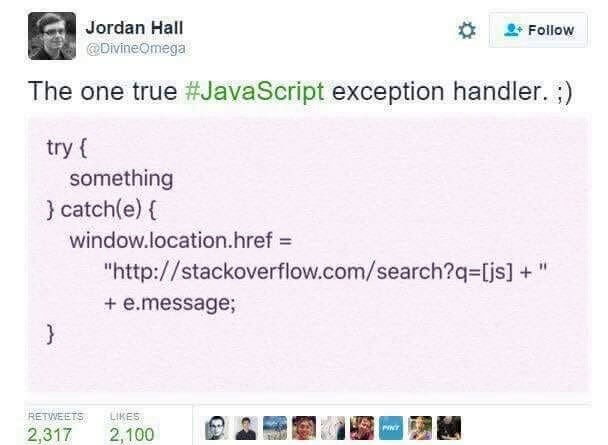 Jordan Hall
@DivineOmega
Follow
The one true #JavaScript exception handler. ;)
try {
something
} catch(e) {
window.location.href =
"http://stackoverflow.com/search?q=[js] + "
+ e.message;
}
RETWEETS LIKES
2,317 2,100
PINT